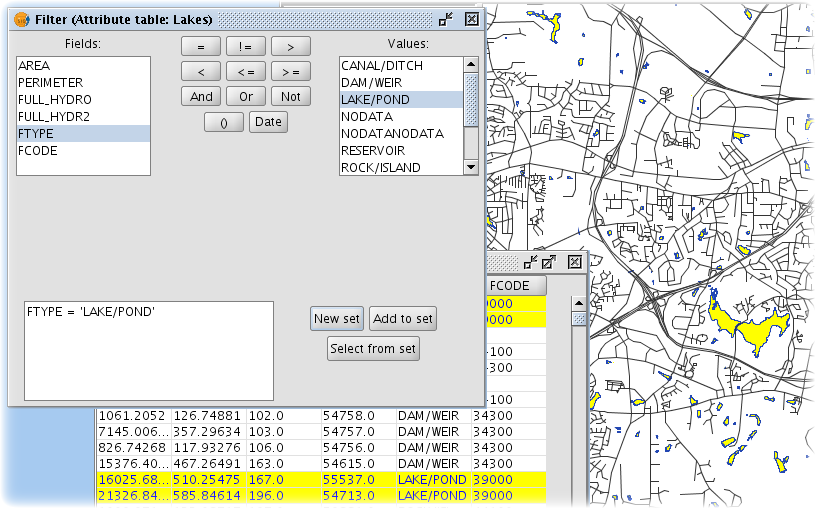 Filter (Attribute table: Lakes)
Fields:
AREA
PERIMETER
FULL_HYDRO
FULL_HYDR2
FTYPE
FCODE
= != >
< <= >=
And Or Not
() Date
Values:
CANAL/DITCH
DAM/WEIR
LAKE/POND
NODATA
NODATANODATA
RESERVOIR
ROCK/ISLAND
FTYPE = 'LAKE/POND'
New set Add to set
Select from set
FCODE
1061.2052 126.74881 102.0 54758.0 DAM/WEIR 34300
7145.006... 357.29634 103.0 54757.0 DAM/WEIR 34300
826.74268 117.93276 106.0 54756.0 DAM/WEIR 34300
15376.40... 467.26491 163.0 54615.0 DAM/WEIR 34300
16025.68... 510.25475 167.0 55537.0 LAKE/POND 39000
21326.84... 585.84614 196.0 54713.0 LAKE/POND 39000